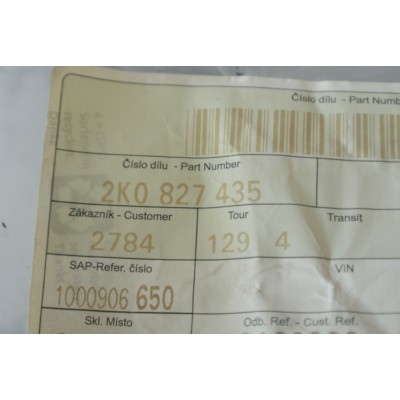 Číslo dílu - Part Numb
Číslo dílu - Part Number
2K0 827 435
Zákazník - Customer Tour Transit
2784 129 4
SAP-Refer. číslo VIN
1000906 650
Skl. Místo Odb. Ref. - Cust. Ref.